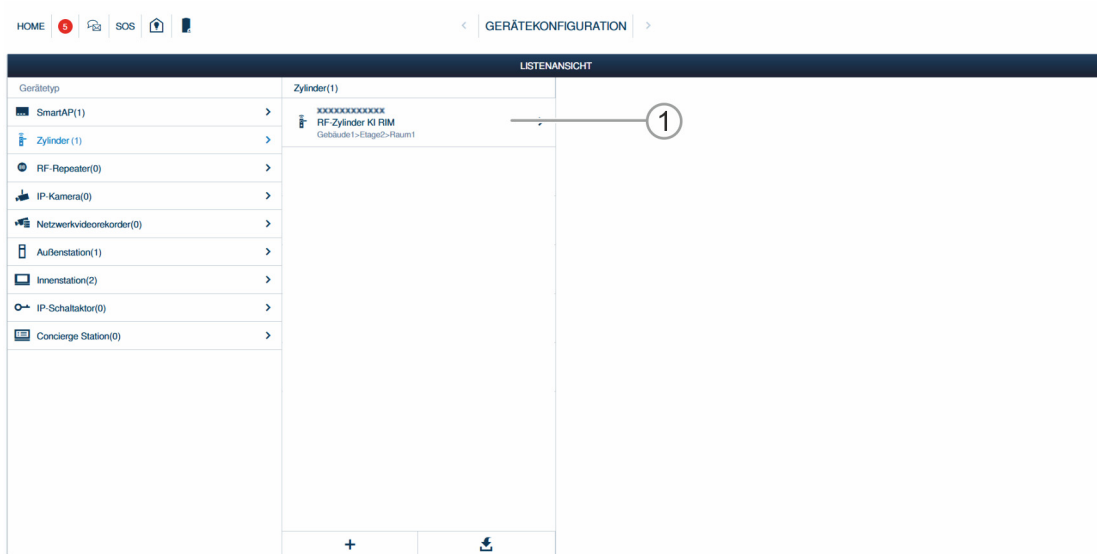 HOME 5 SOS < GERÄTEKONFIGURATION >
LISTENANSICHT
Gerätetyp
SmartAP(1)
Zylinder (1)
RF-Repeater(0)
IP-Kamera(0)
Netzwerkvideorekorder(0)
Außenstation(1)
Innenstation(2)
IP-Schaltaktor(0)
Concierge Station(0)
Zylinder(1)
XXXXXXXXXXXX
RF-Zylinder KI RIM
Gebäude1>Etage2>Raum1
1
+